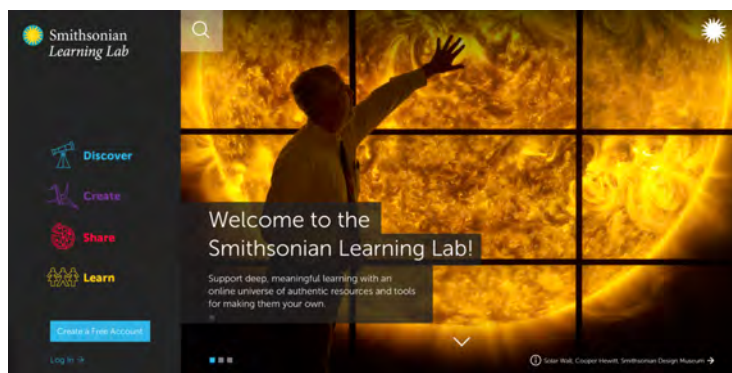 Smithsonian
Learning Lab
Discover
Create
Share
Learn
Create a Free Account
Log In →
Welcome to the
Smithsonian Learning Lab!
Support deep, meaningful learning with an
online universe of authentic resources and tools
for making them your own.
Solar Wall, Cooper Hewitt, Smithsonian Design Museum →